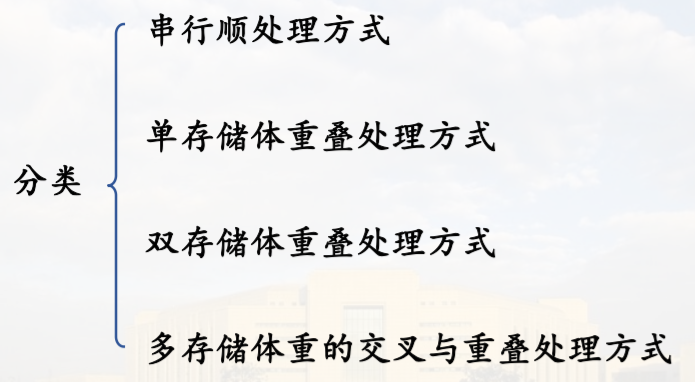 串行顺处理方式
单存储体重叠处理方式
分类
双存储体重叠处理方式
多存储体重的交叉与重叠处理方式